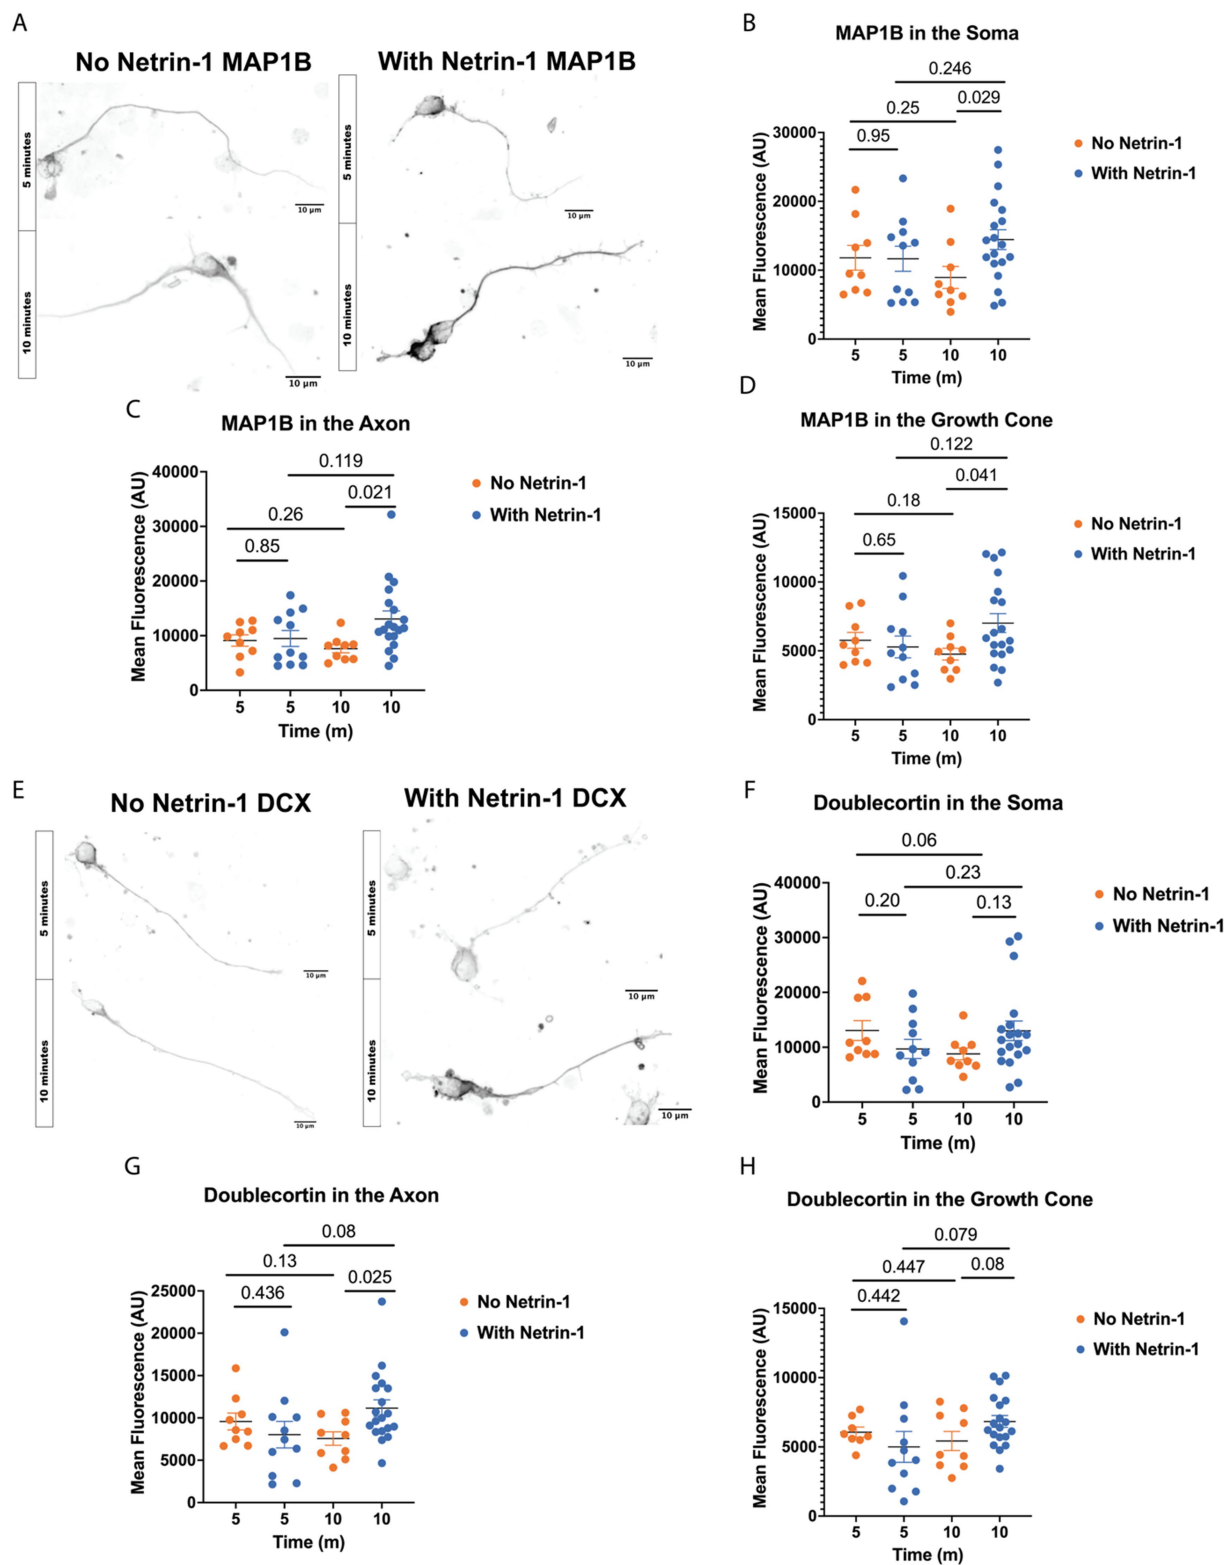 A
No Netrin-1 MAP1B
With Netrin-1 MAP1B
5 minutes
10 minutes
5 minutes
10 minutes
10 µm
10 µm
10 µm
10 µm
B
MAP1B in the Soma
0.246
0.25
0.029
0.95
Mean Fluorescence (AU)
30000
20000
10000
0
5
5
10
10
Time (m)
No Netrin-1
With Netrin-1
C
MAP1B in the Axon
0.119
0.021
0.26
0.85
Mean Fluorescence (AU)
40000
30000
20000
10000
0
5
5
10
10
Time (m)
No Netrin-1
With Netrin-1
D
MAP1B in the Growth Cone
0.122
0.041
0.18
0.65
Mean Fluorescence (AU)
15000
10000
5000
0
5
5
10
10
Time (m)
No Netrin-1
With Netrin-1
E
No Netrin-1 DCX
With Netrin-1 DCX
5 minutes
10 minutes
5 minutes
10 minutes
10 µm
10 µm
10 µm
10 µm
F
Doublecortin in the Soma
0.06
0.23
0.20
0.13
Mean Fluorescence (AU)
40000
30000
20000
10000
0
5
5
10
10
Time (m)
No Netrin-1
With Netrin-1
G
Doublecortin in the Axon
0.08
0.13
0.025
0.436
Mean Fluorescence (AU)
25000
20000
15000
10000
5000
0
5
5
10
10
Time (m)
No Netrin-1
With Netrin-1
H
Doublecortin in the Growth Cone
0.079
0.447
0.08
0.442
Mean Fluorescence (AU)
15000
10000
5000
0
5
5
10
10
Time (m)
No Netrin-1
With Netrin-1